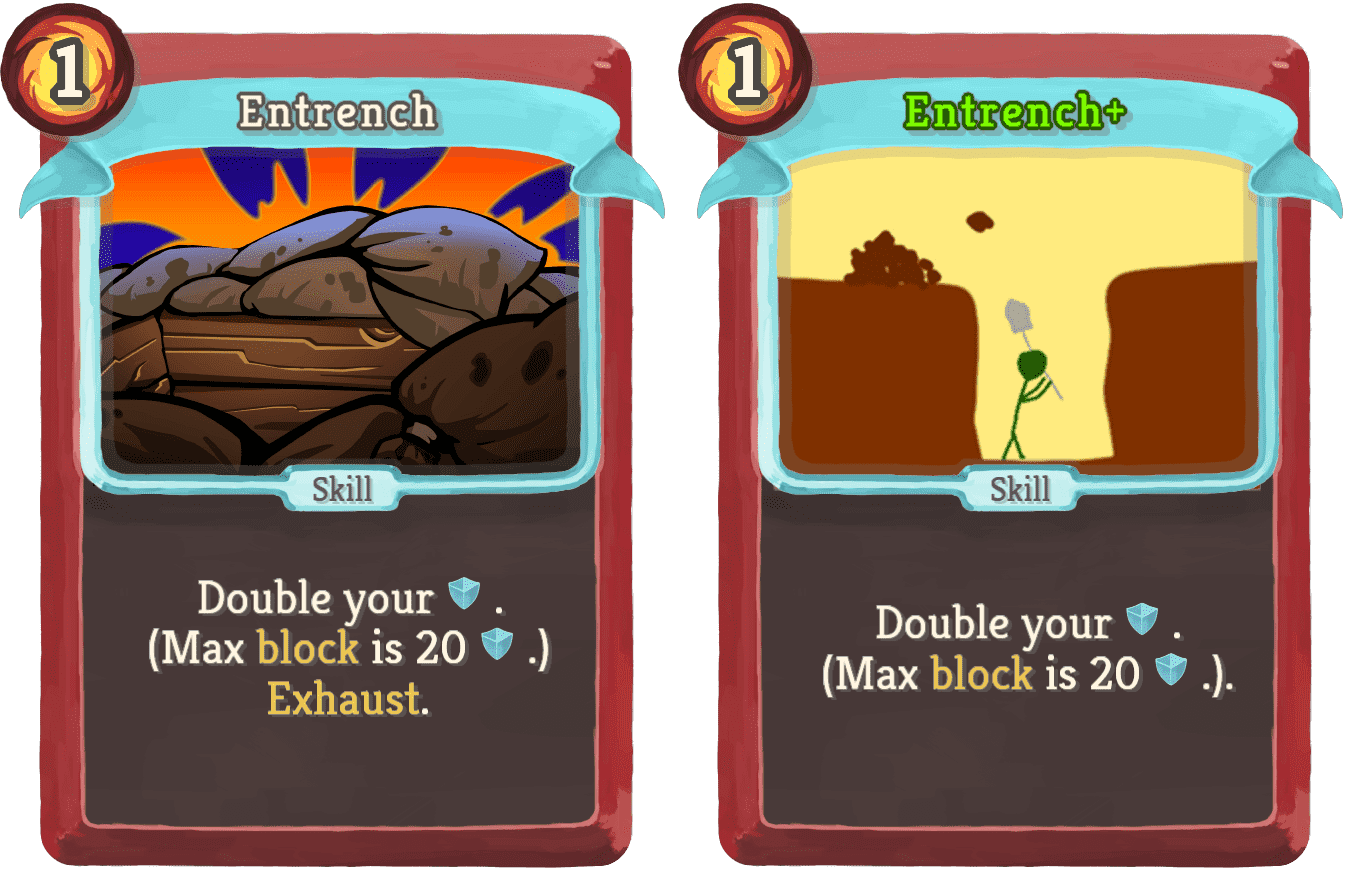 1
Entrench
Skill
Double your .
(Max block is 20 .)
Exhaust.
1
Entrench+
Skill
Double your .
(Max block is 20 .).